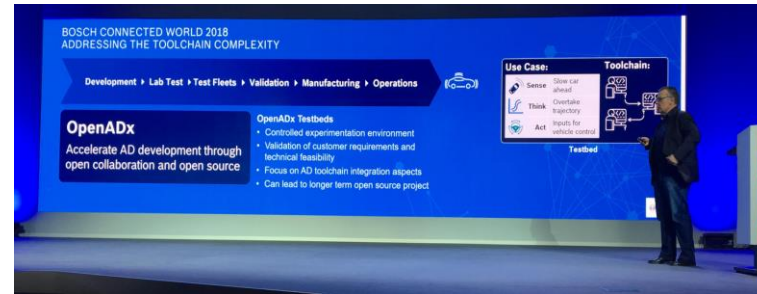 BOSCH CONNECTED WORLD 2018
ADDRESSING THE TOOLCHAIN COMPLEXITY
Development ▸ Lab Test ▸ Test Fleets ▸ Validation ▸ Manufacturing ▸ Operations
OpenADx
Accelerate AD development through
open collaboration and open source
OpenADx Testbeds
• Controlled experimentation environment
• Validation of customer requirements and
technical feasibility
• Focus on AD toolchain integration aspects
• Can lead to longer term open source project
Use Case:
Toolchain:
Sense
Slow car
ahead
Think
Overtake
trajectory
Act
Inputs for
vehicle control
Testbed